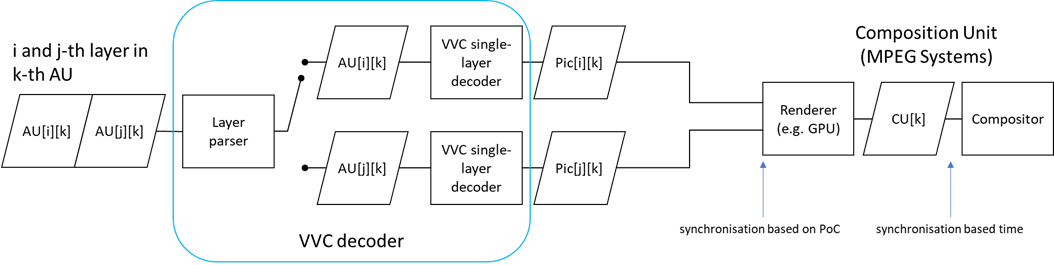 i and j-th layer in
k-th AU
AU[i][k]
AU[j][k]
Layer
parser
AU[i][k]
VVC single-
layer
decoder
Pic[i][k]
AU[j][k]
VVC single-
layer
decoder
Pic[j][k]
VVC decoder
Composition Unit
(MPEG Systems)
Renderer
(e.g. GPU)
CU[k]
Compositor
synchronisation based on PoC
synchronisation based time